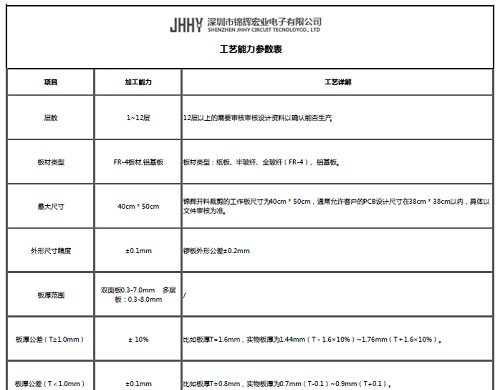 JHHY 深圳市锦辉宏业电子有限公司
SHENZHEN JHHY CIRCUIT TECNOLOYCO., LTD
工艺能力参数表
项目 加工能力 工艺详解
层数 1~12层 12层以上的需要审核审核设计资料以确认能否生产。
板材类型 FR-4板材,铝基板 板材类型：纸板、半玻纤、全玻纤（FR-4）、铝基板。
最大尺寸 40cm * 50cm 锦辉开料裁剪的工作板尺寸为40cm * 50cm，通常允许客户的PCB设计尺寸在38cm * 38cm以内，具体以
文件审核为准。
外形尺寸精度 ±0.1mm 锣板外形公差±0.2mm
板厚范围 双面板0.3-7.0mm 多层
板：0.3-8.0mm /
板厚公差（T≥1.0mm） ± 10% 比如板厚T=1.6mm，实物板厚为1.44mm（T﹣1.6×10%）~1.76mm（T＋1.6×10%）。
板厚公差（T＜1.0mm） ±0.1mm 比如板厚T=0.8mm，实物板厚为0.7mm（T-0.1）~0.9mm（T+0.1）。